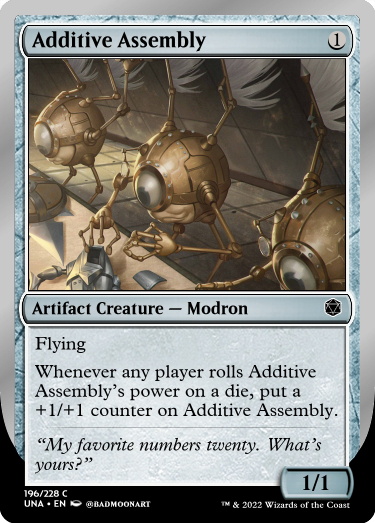 Additive Assembly 1
Artifact Creature — Modron
Flying
Whenever any player rolls Additive
Assembly's power on a die, put a
+1/+1 counter on Additive Assembly.
“My favorite numbers twenty. What's
yours?”
1/1
196/228 C
UNA • EN @BADMOONART ™ & 2022 Wizards of the Coast